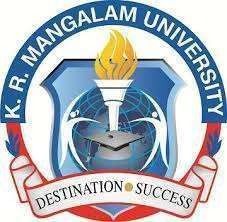 K. R. MANGALAM UNIVERSITY
DESTINATION • SUCCESS